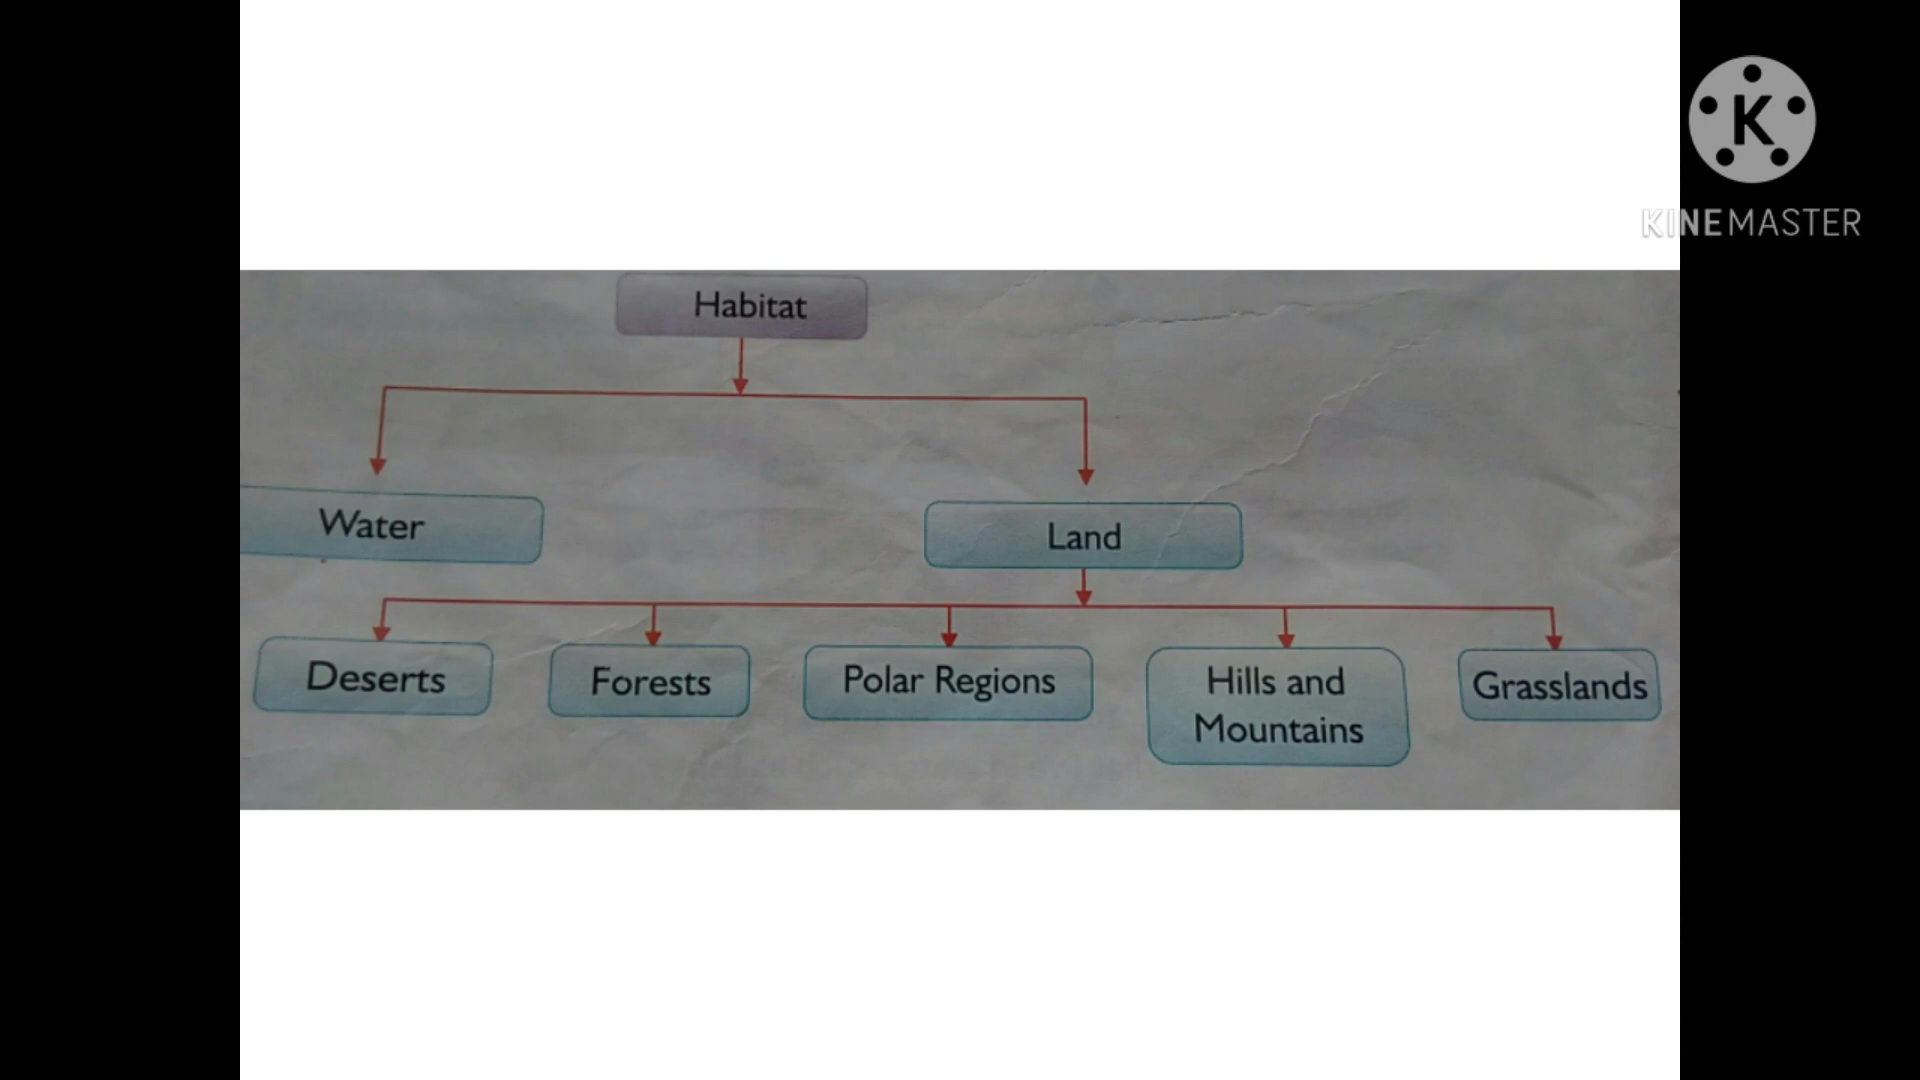 K
KINEMASTER
Habitat
Water
Land
Deserts
Forests
Polar Regions
Hills and
Mountains
Grasslands